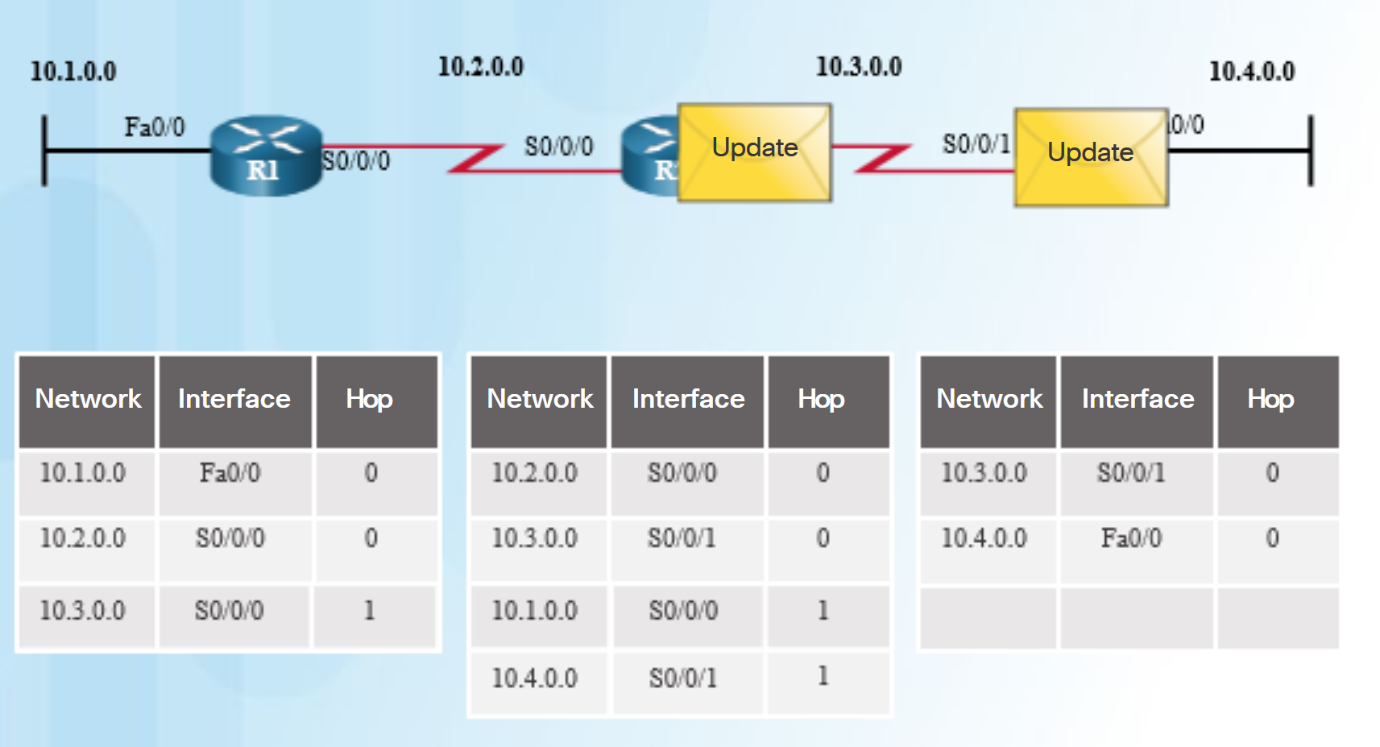 10.1.0.0 10.2.0.0 10.3.0.0 10.4.0.0
Fa0/0 R1 S0/0/0 S0/0/0 Update S0/0/1 Update 0/0
Network Interface Hop
10.1.0.0 Fa0/0 0
10.2.0.0 S0/0/0 0
10.3.0.0 S0/0/0 1
Network Interface Hop
10.2.0.0 S0/0/0 0
10.3.0.0 S0/0/1 0
10.1.0.0 S0/0/0 1
10.4.0.0 S0/0/1 1
Network Interface Hop
10.3.0.0 S0/0/1 0
10.4.0.0 Fa0/0 0